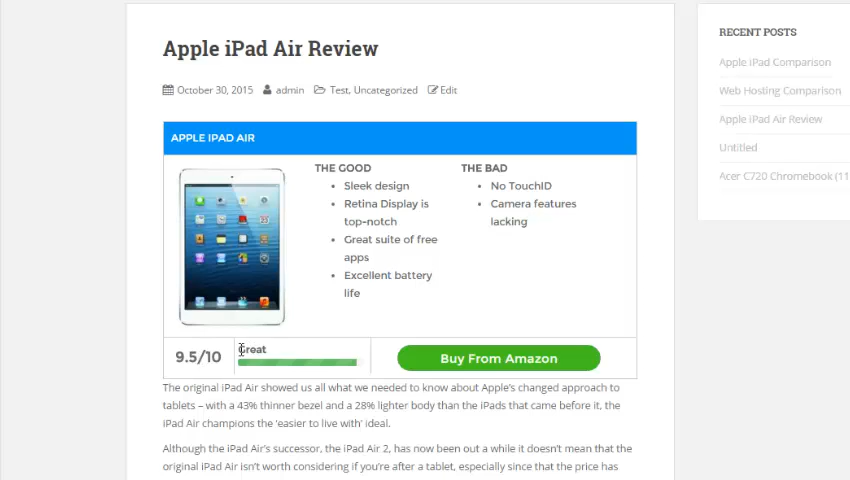 Apple iPad Air Review
October 30, 2015 admin Test, Uncategorized Edit
APPLE IPAD AIR
THE GOOD
Sleek design
Retina Display is
top-notch
Great suite of free
apps
Excellent battery
life
THE BAD
No TouchID
Camera features
lacking
9.5/10
Great
Buy From Amazon
The original iPad Air showed us all what we needed to know about Apple's changed approach to
tablets – with a 43% thinner bezel and a 28% lighter body than the iPads that came before it, the
iPad Air champions the 'easier to live with' ideal.
Although the iPad Air's successor, the iPad Air 2, has now been out a while it doesn't mean that the
original iPad Air isn't worth considering if you're after a tablet, especially since that the price has
RECENT POSTS
Apple iPad Comparison
Web Hosting Comparison
Apple iPad Air Review
Untitled
Acer C720 Chromebook (11